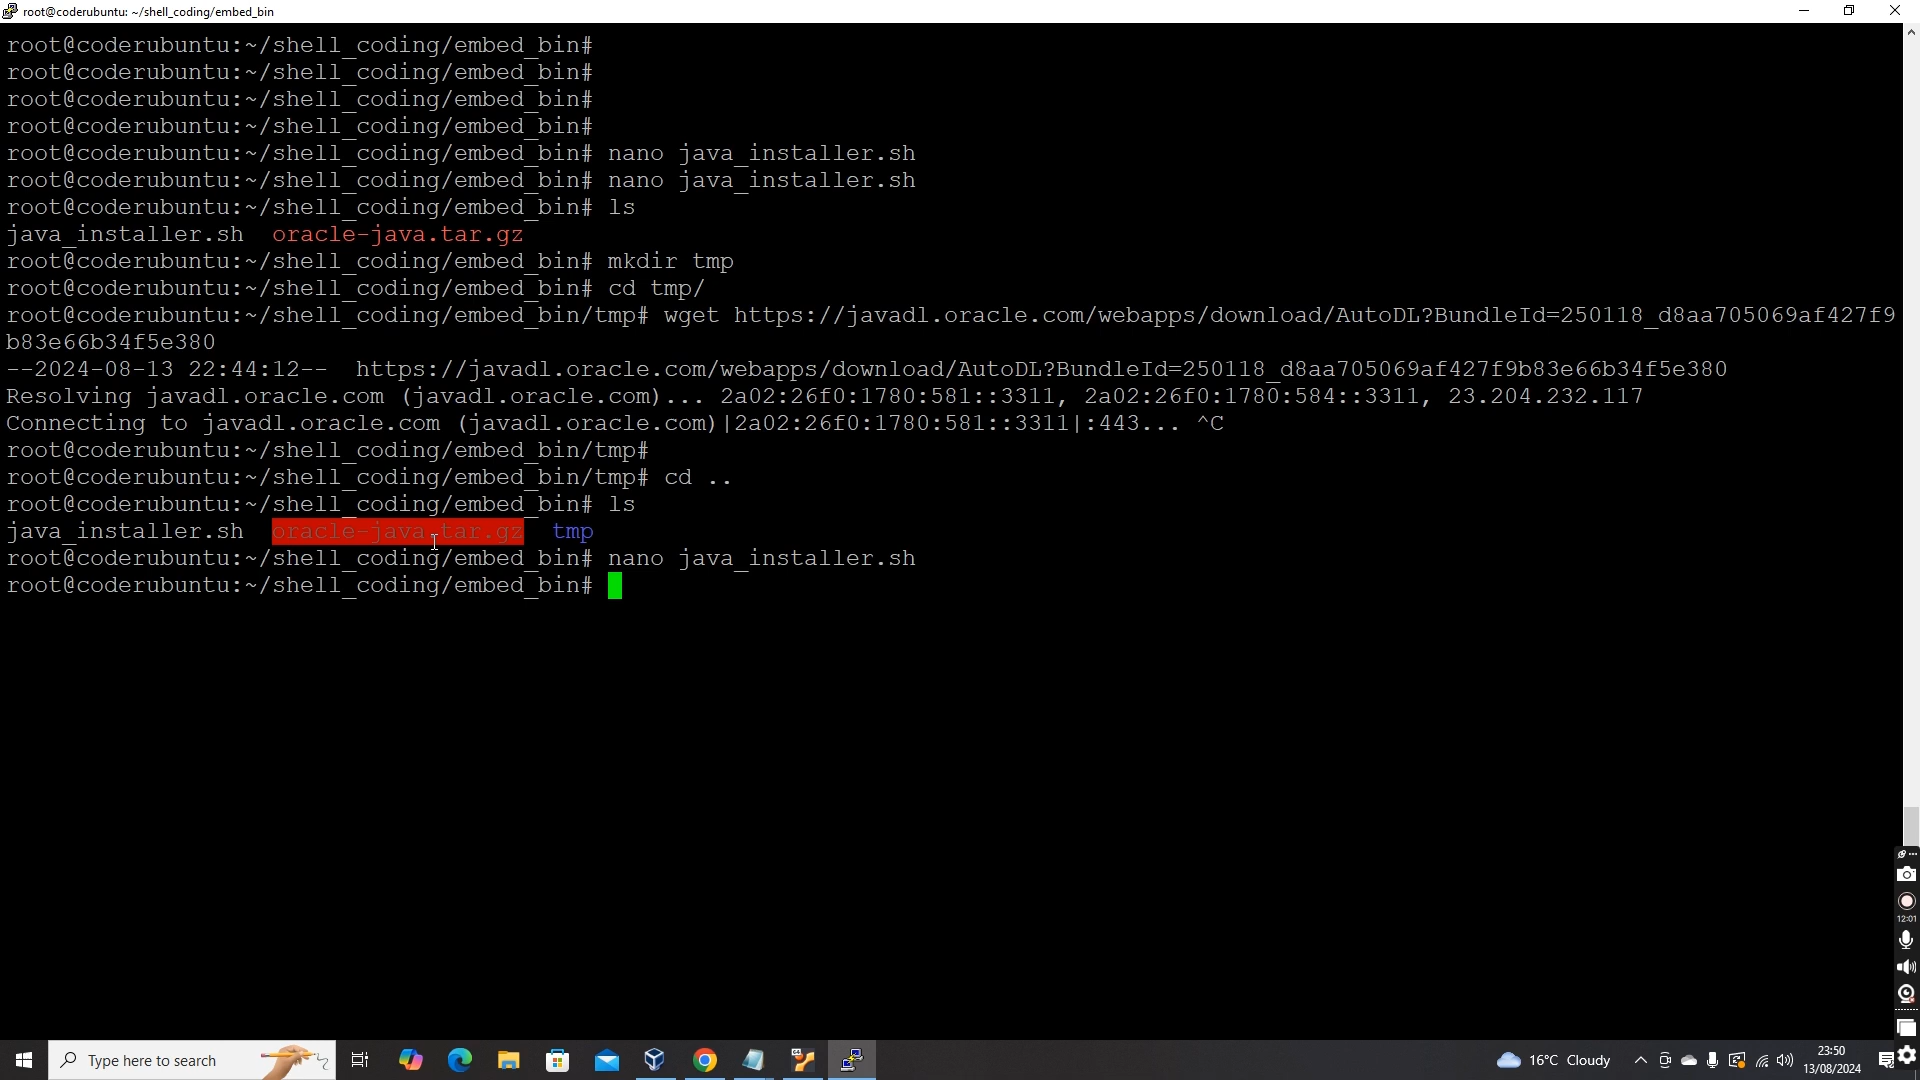 root@coderubuntu: ~/shell_coding/embed_bin
root@coderubuntu:~/shell_coding/embed_bin#
root@coderubuntu:~/shell_coding/embed_bin#
root@coderubuntu:~/shell_coding/embed_bin#
root@coderubuntu:~/shell_coding/embed_bin#
root@coderubuntu:~/shell_coding/embed_bin# nano java_installer.sh
root@coderubuntu:~/shell_coding/embed_bin# nano java_installer.sh
root@coderubuntu:~/shell_coding/embed_bin# ls
java_installer.sh  oracle-java.tar.gz
root@coderubuntu:~/shell_coding/embed_bin# mkdir tmp
root@coderubuntu:~/shell_coding/embed_bin# cd tmp/
root@coderubuntu:~/shell_coding/embed_bin/tmp# wget https://javadl.oracle.com/webapps/download/AutoDL?BundleId=250118_d8aa705069af427f9
b83e66b34f5e380
--2024-08-13 22:44:12--  https://javadl.oracle.com/webapps/download/AutoDL?BundleId=250118_d8aa705069af427f9b83e66b34f5e380
Resolving javadl.oracle.com (javadl.oracle.com)... 2a02:26f0:1780:581::3311, 2a02:26f0:1780:584::3311, 23.204.232.117
Connecting to javadl.oracle.com (javadl.oracle.com)|2a02:26f0:1780:581::3311|:443... ^C
root@coderubuntu:~/shell_coding/embed_bin/tmp#
root@coderubuntu:~/shell_coding/embed_bin/tmp# cd ..
root@coderubuntu:~/shell_coding/embed_bin# ls
java_installer.sh  oracle-java.tar.gz  tmp
root@coderubuntu:~/shell_coding/embed_bin# nano java_installer.sh
root@coderubuntu:~/shell_coding/embed_bin#
12:01
Type here to search
16°C Cloudy
23:50
13/08/2024